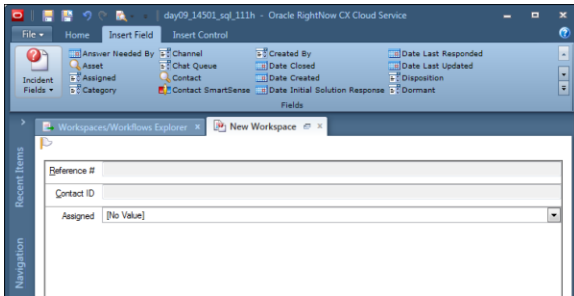 day09_14501_sql_111h - Oracle RightNow CX Cloud Service
File Home Insert Field Insert Control
Answer Needed By Channel Created By Date Last Responded
Asset Chat Queue Date Closed Date Last Updated
Incident Fields Assigned Contact Date Created Disposition
Category Contact SmartSense Date Initial Solution Response Dormant
Fields
Workspaces/Workflows Explorer New Workspace
Recent Items
Reference #
Contact ID
Assigned [No Value]
Navigation